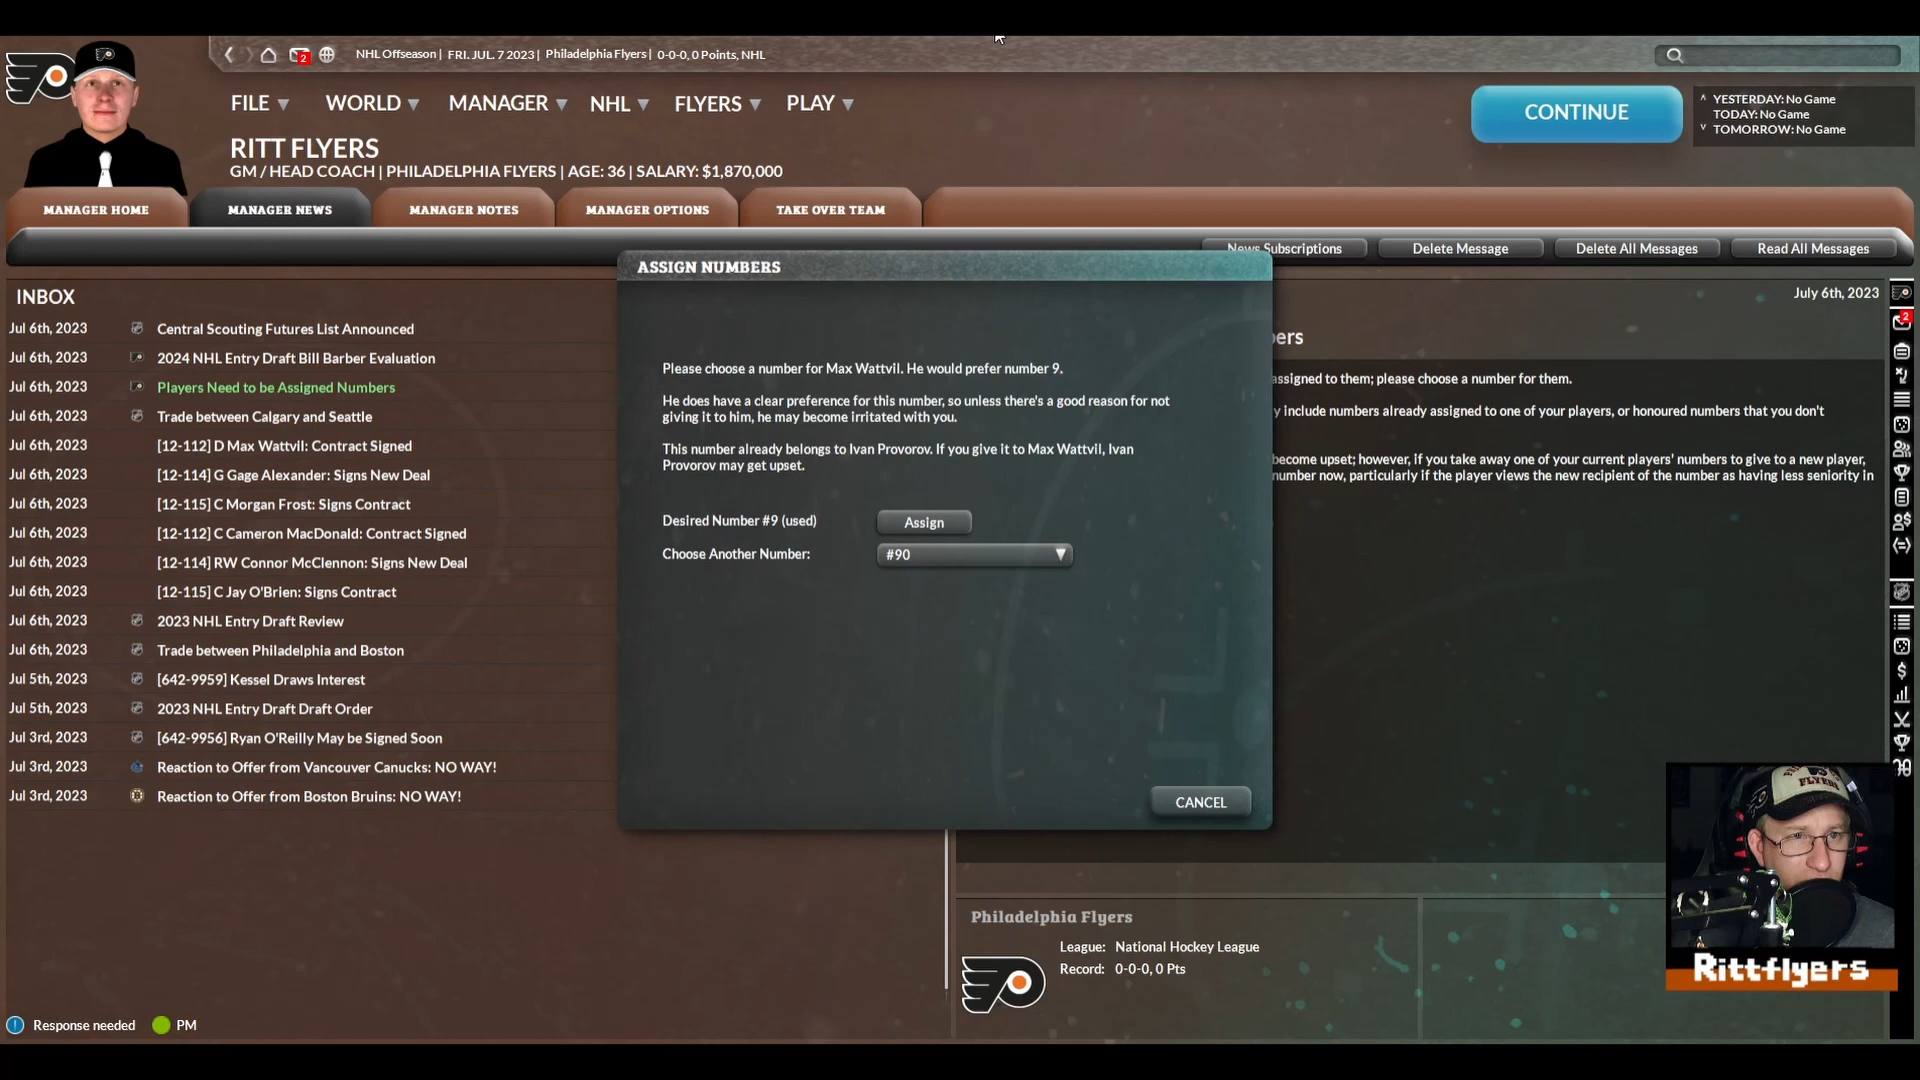 2
NHL Offseason | FRI. JUL. 7 2023 | Philadelphia Flyers | 0-0-0, 0 Points, NHL
FILE WORLD MANAGER NHL FLYERS PLAY
CONTINUE
YESTERDAY: No Game
TODAY: No Game
TOMORROW: No Game
RITT FLYERS
GM / HEAD COACH | PHILADELPHIA FLYERS | AGE: 36 | SALARY: $1,870,000
MANAGER HOME MANAGER NEWS MANAGER NOTES MANAGER OPTIONS TAKE OVER TEAM
News Subscriptions Delete Message Delete All Messages Read All Messages
INBOX
Jul 6th, 2023 Central Scouting Futures List Announced
Jul 6th, 2023 2024 NHL Entry Draft Bill Barber Evaluation
Jul 6th, 2023 Players Need to be Assigned Numbers
Jul 6th, 2023 Trade between Calgary and Seattle
Jul 6th, 2023 [12-112] D Max Wattvil: Contract Signed
Jul 6th, 2023 [12-114] G Gage Alexander: Signs New Deal
Jul 6th, 2023 [12-115] C Morgan Frost: Signs Contract
Jul 6th, 2023 [12-112] C Cameron MacDonald: Contract Signed
Jul 6th, 2023 [12-114] RW Connor McClennon: Signs New Deal
Jul 6th, 2023 [12-115] C Jay O'Brien: Signs Contract
Jul 6th, 2023 2023 NHL Entry Draft Review
Jul 6th, 2023 Trade between Philadelphia and Boston
Jul 5th, 2023 [642-9959] Kessel Draws Interest
Jul 5th, 2023 2023 NHL Entry Draft Draft Order
Jul 3rd, 2023 [642-9956] Ryan O'Reilly May be Signed Soon
Jul 3rd, 2023 Reaction to Offer from Vancouver Canucks: NO WAY!
Jul 3rd, 2023 Reaction to Offer from Boston Bruins: NO WAY!
Response needed PM
ASSIGN NUMBERS
Please choose a number for Max Wattvil. He would prefer number 9.
He does have a clear preference for this number, so unless there's a good reason for not
giving it to him, he may become irritated with you.
This number already belongs to Ivan Provorov. If you give it to Max Wattvil, Ivan
Provorov may get upset.
Desired Number #9 (used) Assign
Choose Another Number: #90
CANCEL
July 6th, 2023
2
bers
assigned to them; please choose a number for them.
y include numbers already assigned to one of your players, or honoured numbers that you don't
become upset; however, if you take away one of your current players' numbers to give to a new player,
number now, particularly if the player views the new recipient of the number as having less seniority in
Philadelphia Flyers
League: National Hockey League
Record: 0-0-0, 0 Pts
FLYERS
Rittflyers